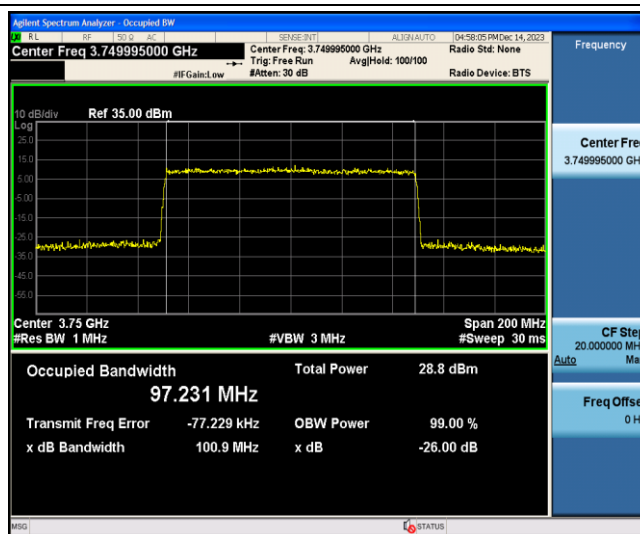 Agilent Spectrum Analyzer - Occupied BW
RL RF 50 Ω AC SENSE:INT ALIGN AUTO 04:58:05 PM Dec 14, 2023
Center Freq 3.749995000 GHz
Center Freq: 3.749995000 GHz Radio Std: None
Trig: Free Run Avg|Hold: 100/100
#IFGain:Low #Atten: 30 dB Radio Device: BTS
10 dB/div Ref 35.00 dBm
Log
25.0
15.0
5.00
-5.00
-15.0
-25.0
-35.0
-45.0
-55.0
Center 3.75 GHz Span 200 MHz
#Res BW 1 MHz #VBW 3 MHz #Sweep 30 ms
Occupied Bandwidth Total Power 28.8 dBm
97.231 MHz
Transmit Freq Error -77.229 kHz OBW Power 99.00 %
x dB Bandwidth 100.9 MHz x dB -26.00 dB
MSG STATUS
Frequency
Center Fre
3.749995000 GH
CF Ste
20.000000 MH
Auto Ma
Freq Offse
0 H